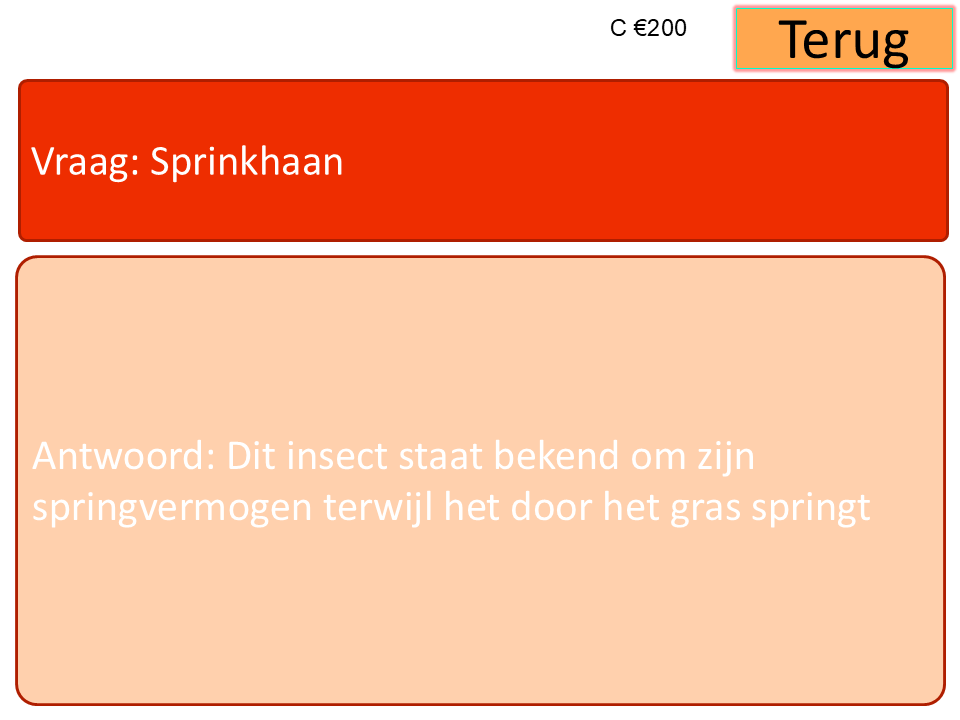 C €200
Terug
Vraag: Sprinkhaan
Antwoord: Dit insect staat bekend om zijn
springvermogen terwijl het door het gras springt